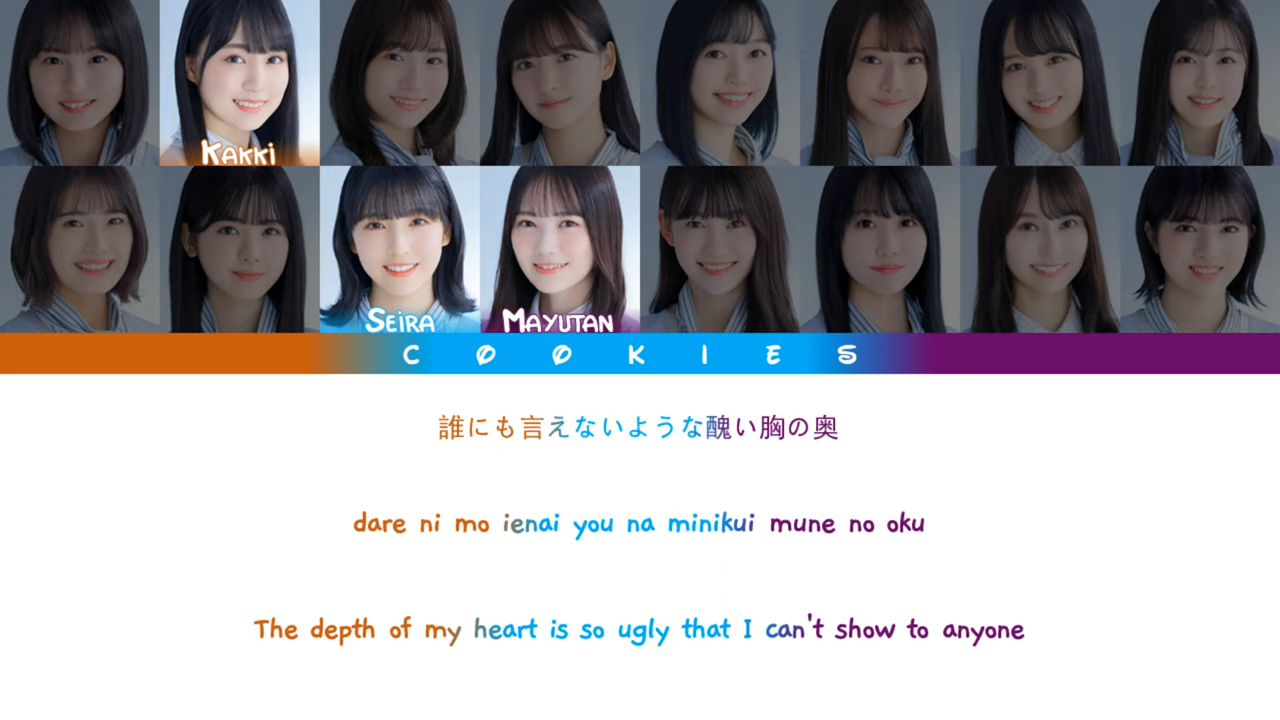 Kakki
Seira
Mayutan
COOKIES
誰にも言えないような醜い胸の奥
dare ni mo ienai you na minikui mune no oku
The depth of my heart is so ugly that I can't show to anyone